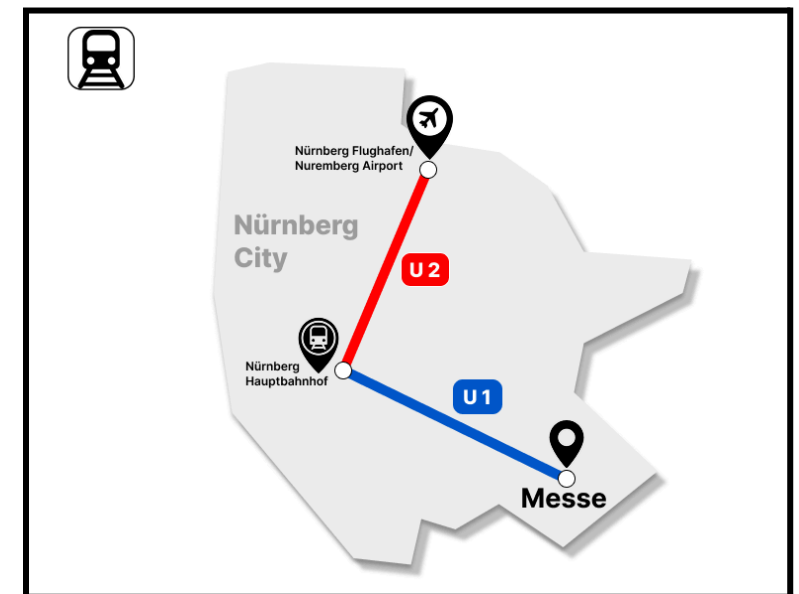 Nürnberg Flughafen/
Nuremberg Airport
Nürnberg
City
U 2
Nürnberg
Hauptbahnhof
U 1
Messe